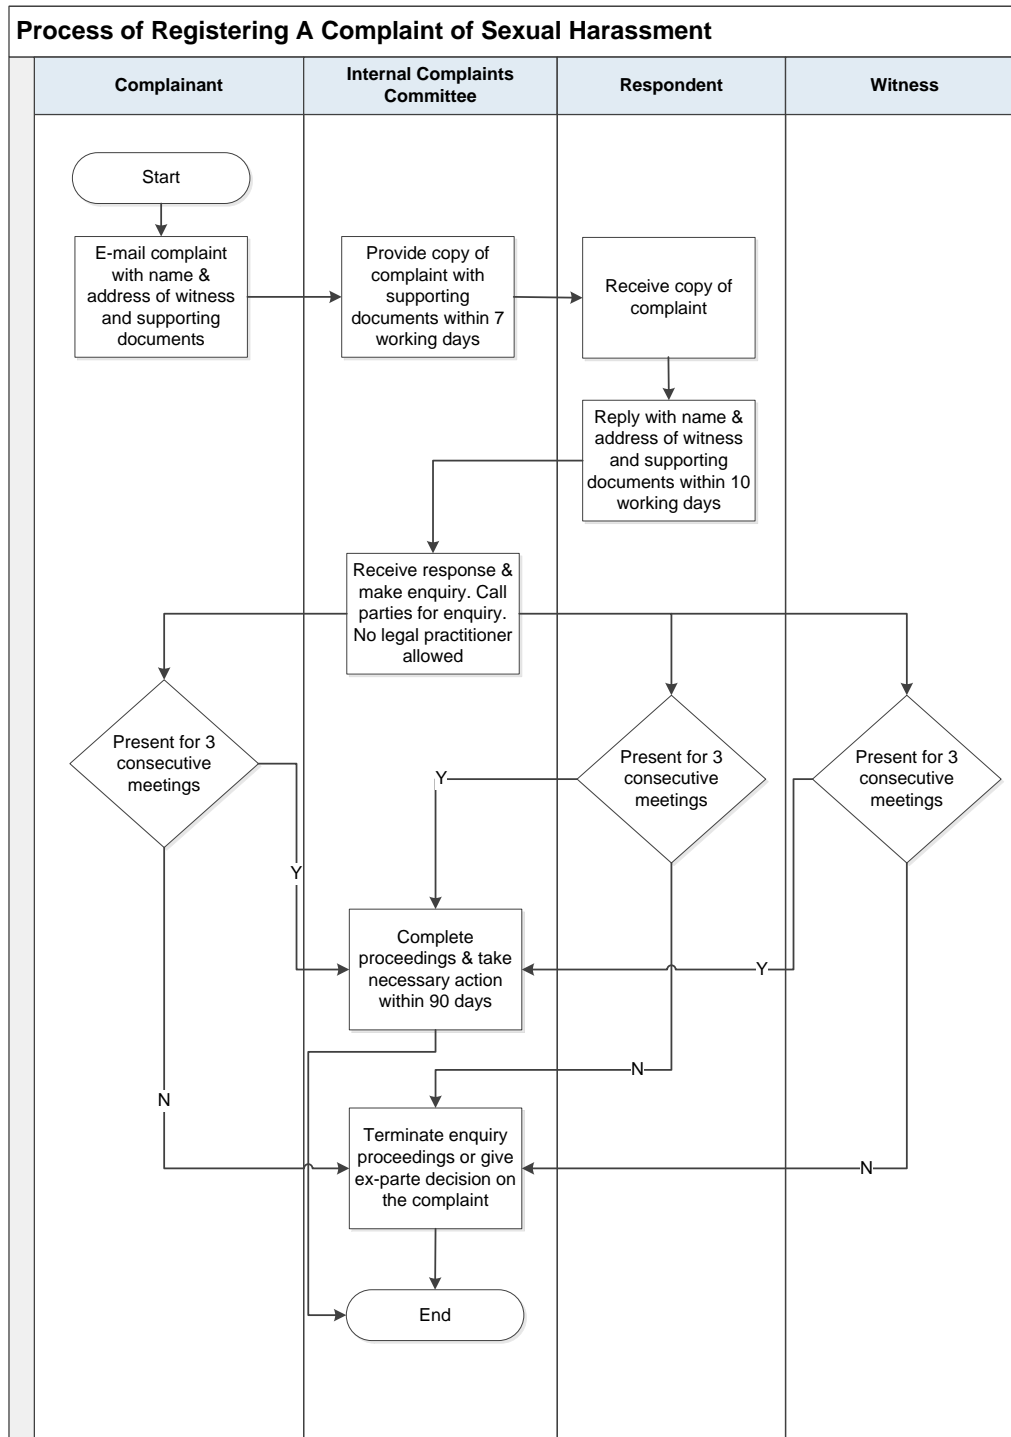 Process of Registering A Complaint of Sexual Harassment
Complainant
Internal Complaints
Committee
Respondent
Witness
Start
E-mail complaint
with name &
address of witness
and supporting
documents
Provide copy of
complaint with
supporting
documents within 7
working days
Receive copy of
complaint
Reply with name &
address of witness
and supporting
documents within 10
working days
Receive response &
make enquiry. Call
parties for enquiry.
No legal practitioner
allowed
Present for 3
consecutive
meetings
Present for 3
consecutive
meetings
Present for 3
consecutive
meetings
Y
Y
Complete
proceedings & take
necessary action
within 90 days
Y
N
N
Terminate enquiry
proceedings or give
ex-parte decision on
the complaint
N
End